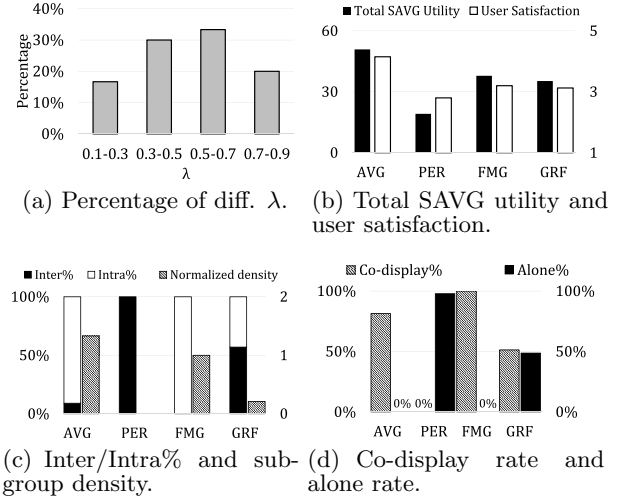 40%
30%
20%
10%
0%
Percentage
0.1-0.3 0.3-0.5 0.5-0.7 0.7-0.9
λ
(a) Percentage of diff. λ.
Total SAVG Utility User Satisfaction
60 5
30 3
0 1
AVG PER FMG GRF
(b) Total SAVG utility and
user satisfaction.
Inter% Intra% Normalized density
100% 2
50% 1
0% 0
AVG PER FMG GRF
(c) Inter/Intra% and sub-
group density.
Co-display% Alone%
100% 100%
50% 50%
0% 0% 0%
0% 0%
AVG PER FMG GRF
(d) Co-display rate and
alone rate.